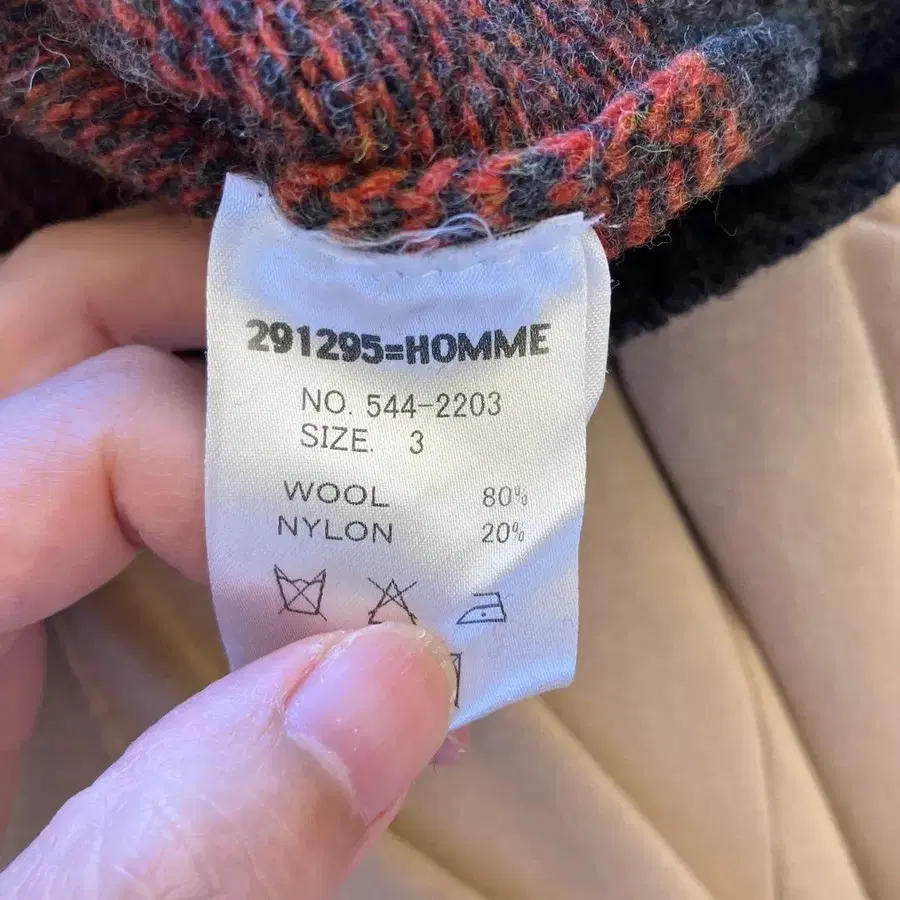 291295=HOMME
NO. 544-2203
SIZE. 3
WOOL 80%
NYLON 20%